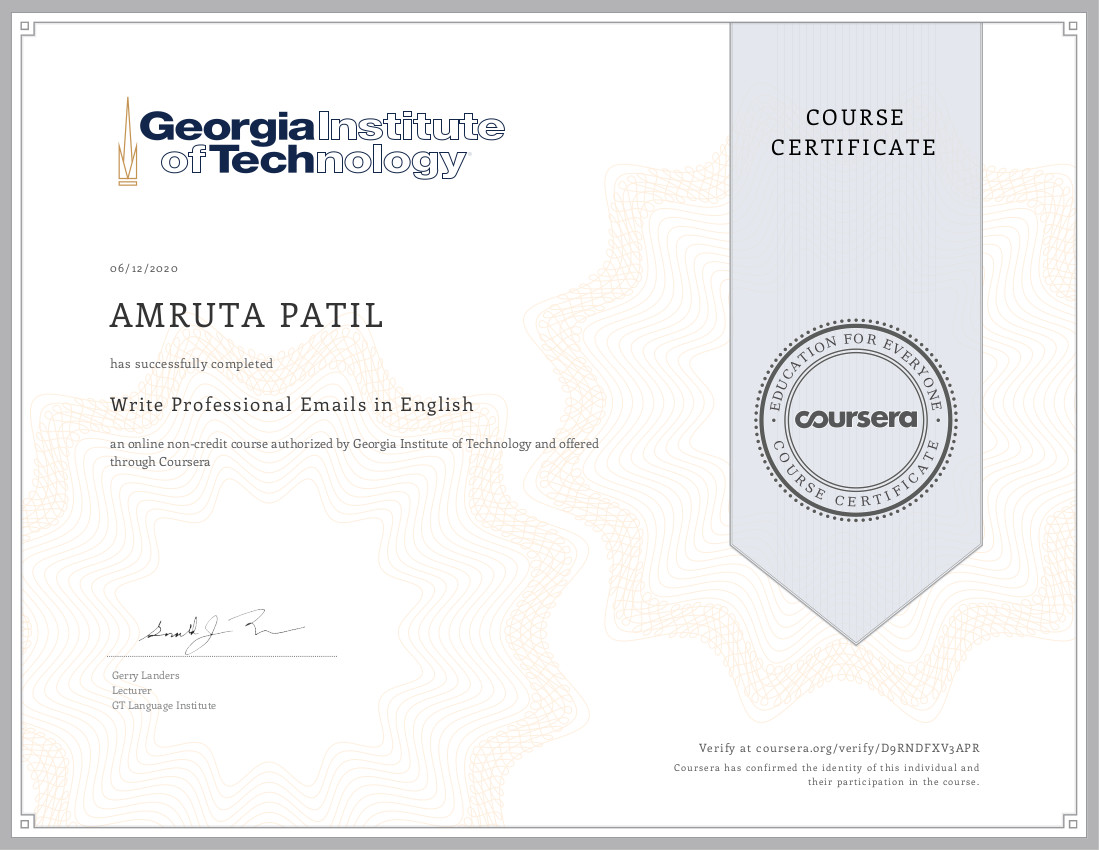 Georgia Institute
of Technology
COURSE
CERTIFICATE
06/12/2020
AMRUTA PATIL
has successfully completed
Write Professional Emails in English
an online non-credit course authorized by Georgia Institute of Technology and offered
through Coursera
EDUCATION FOR EVERYONE
coursera
COURSE CERTIFICATE
Gerry Landers
Lecturer
GT Language Institute
Verify at coursera.org/verify/D9RNDFXV3APR
Coursera has confirmed the identity of this individual and
their participation in the course.